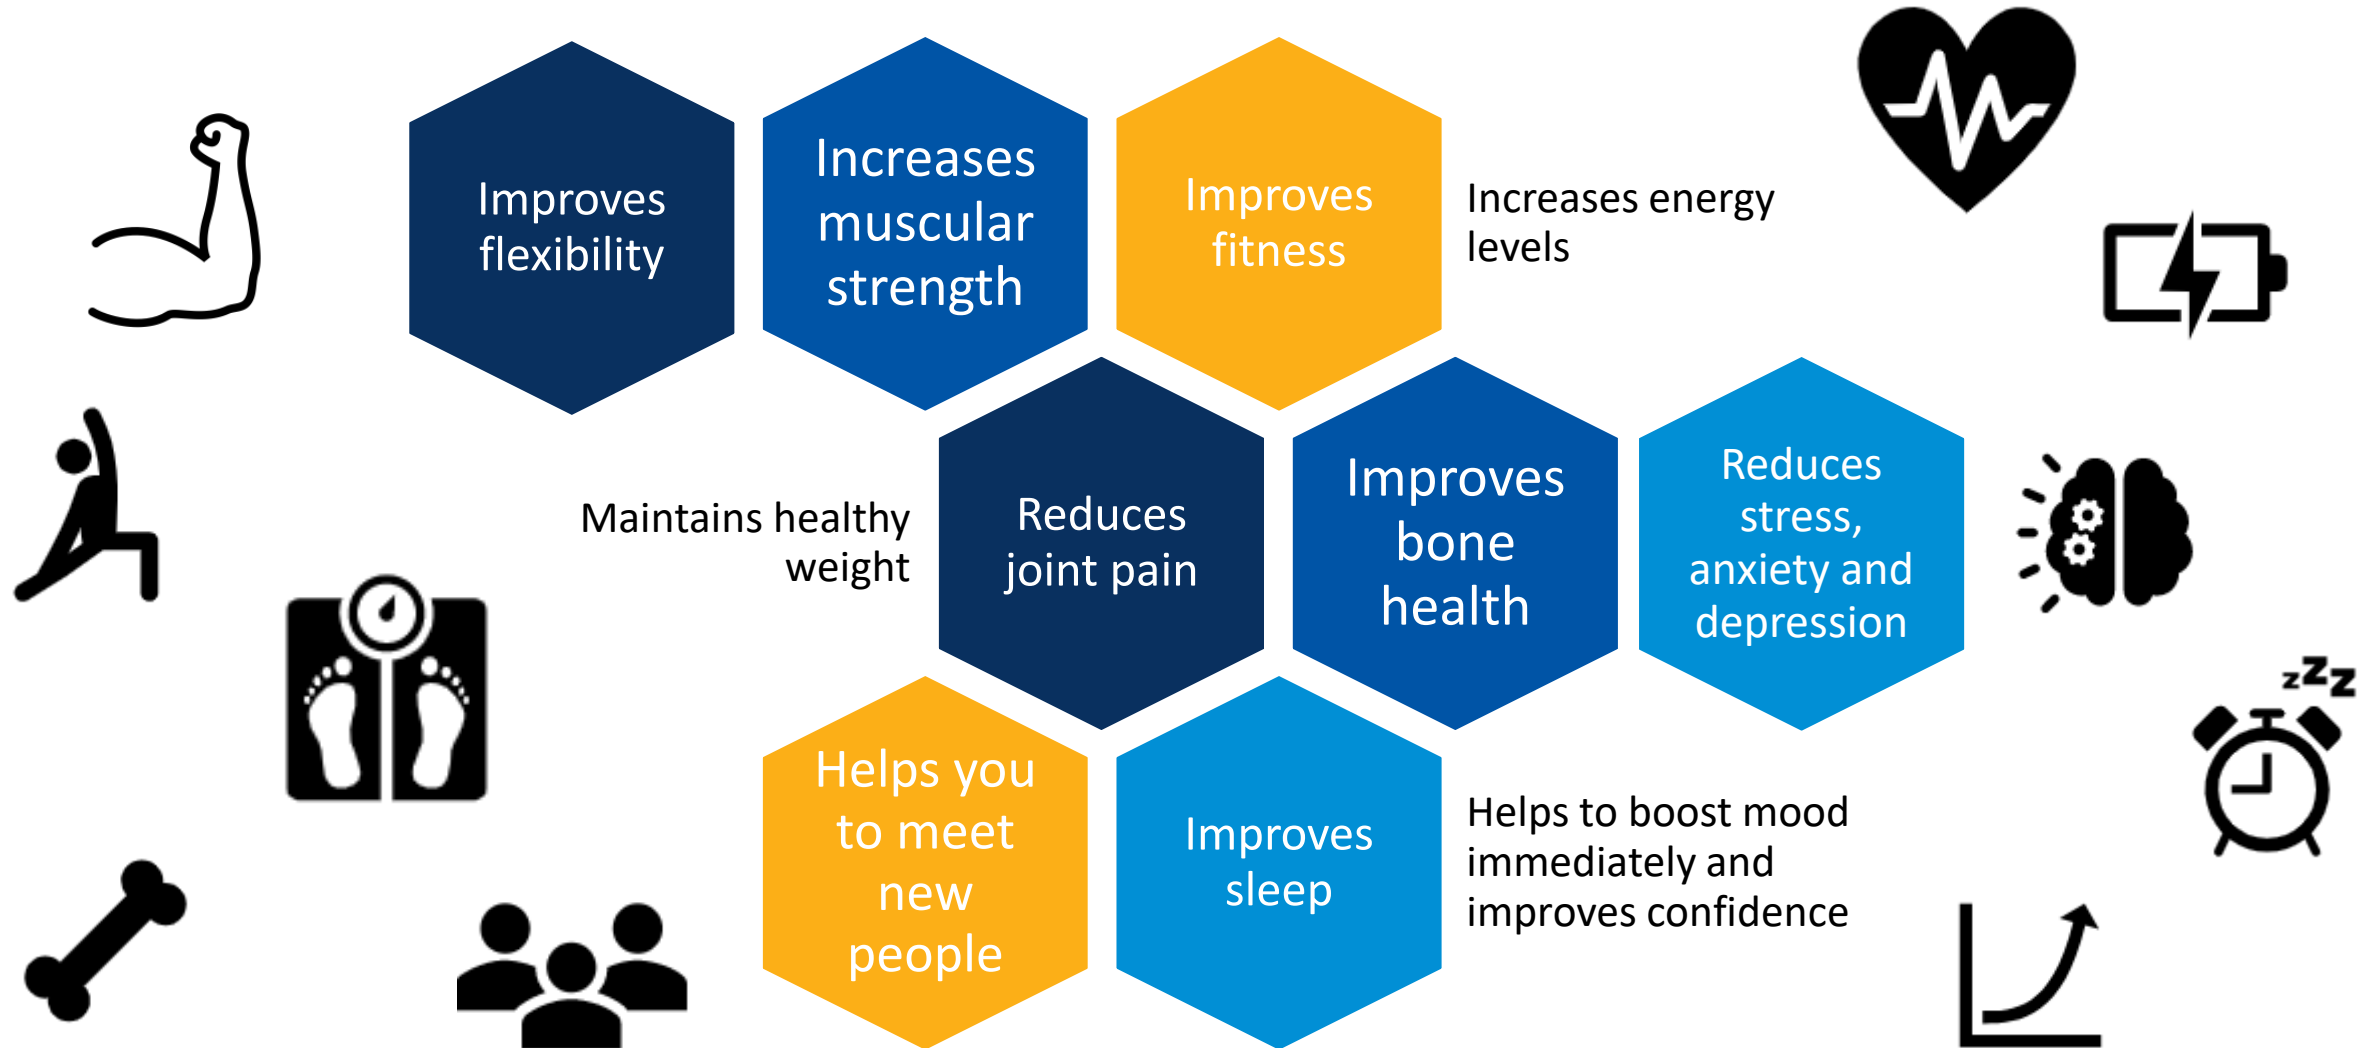 Improves
flexibility
Increases
muscular
strength
Improves
fitness
Increases energy
levels
Maintains healthy
weight
Reduces
joint pain
Improves
bone
health
Reduces
stress,
anxiety and
depression
zzz
Helps you
to meet
new
people
Improves
sleep
Helps to boost mood
immediately and
improves confidence